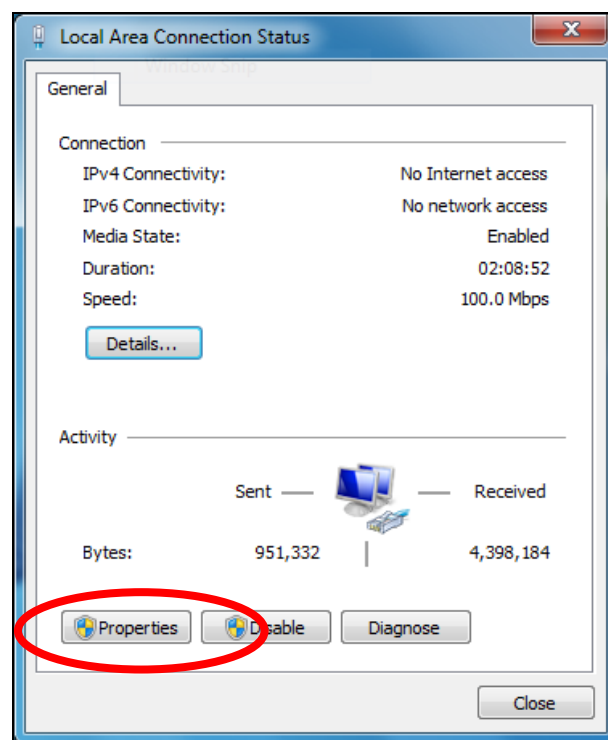 Local Area Connection Status
X
Window Snip
General
Connection
IPv4 Connectivity: No Internet access
IPv6 Connectivity: No network access
Media State: Enabled
Duration: 02:08:52
Speed: 100.0 Mbps
Details...
Activity
Sent Received
Bytes: 951,332 4,398,184
Properties Disable Diagnose
Close